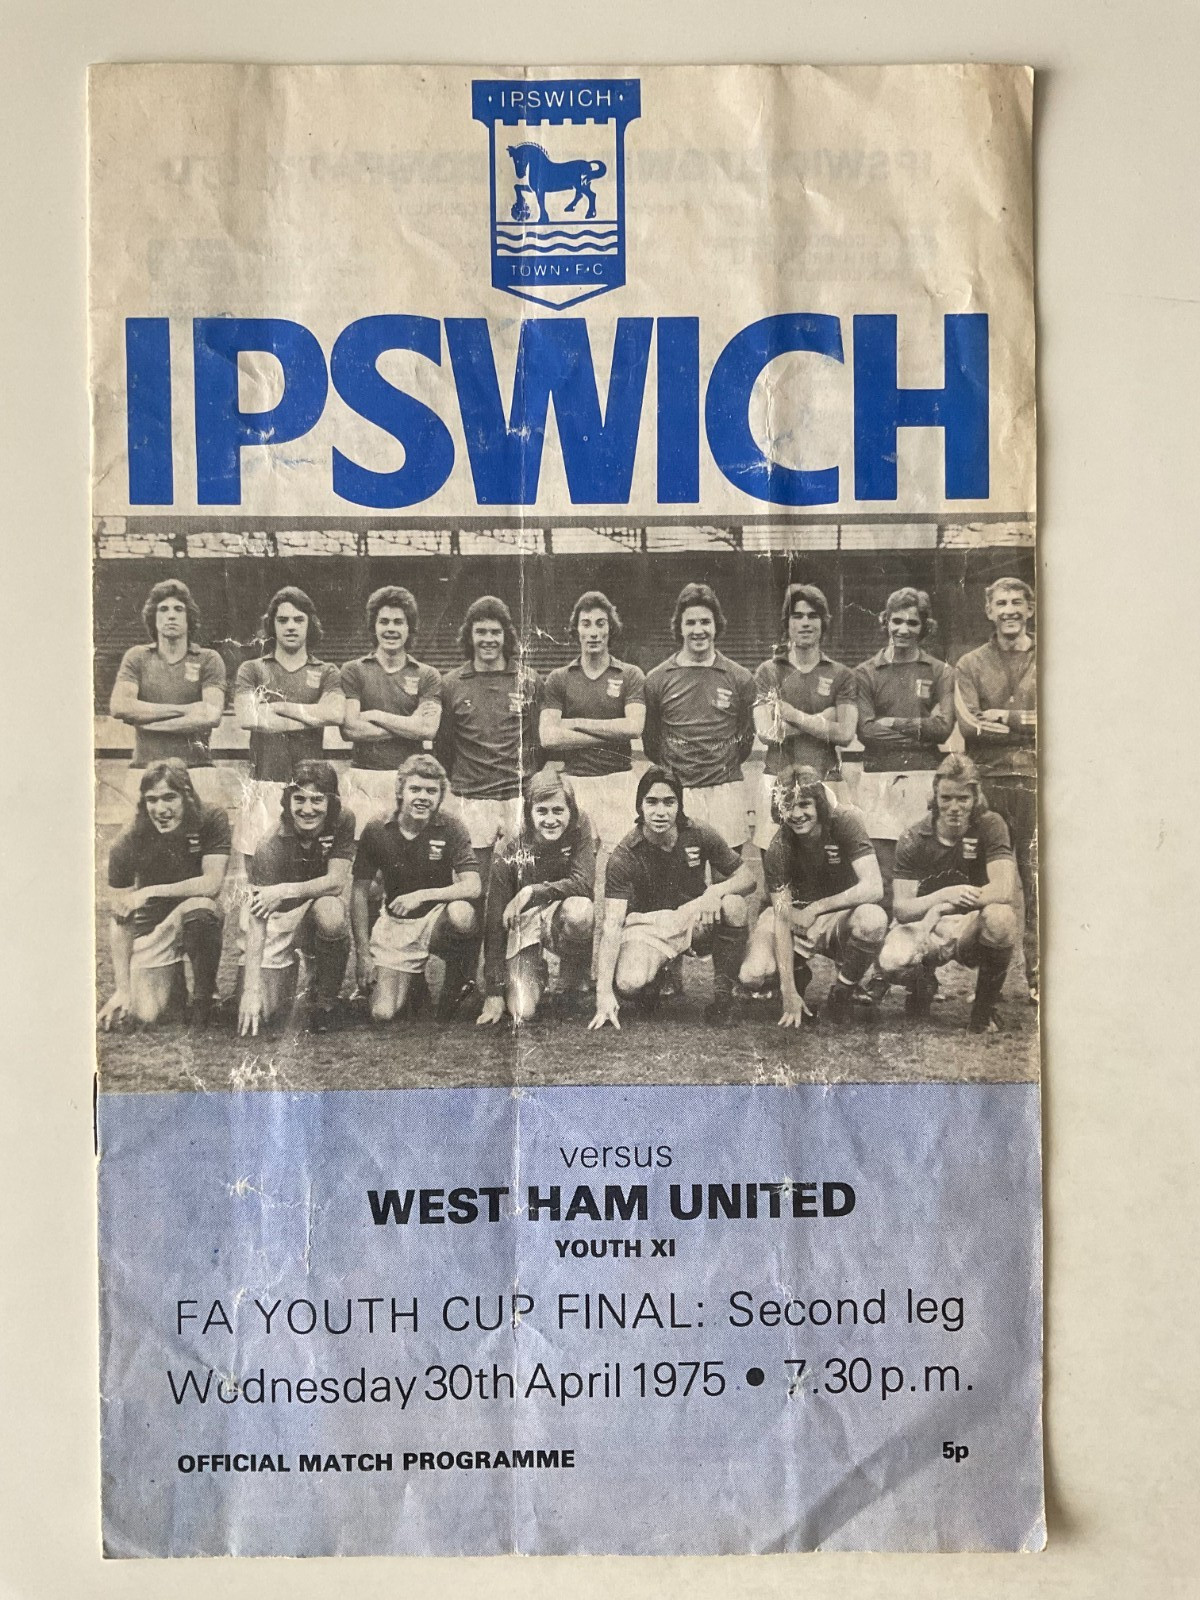 · IPSWICH ·
TOWN · F · C
IPSWICH
versus
WEST HAM UNITED
YOUTH XI
FA YOUTH CUP FINAL: Second leg
Wednesday 30th April 1975 • 7.30 p.m.
OFFICIAL MATCH PROGRAMME 5p